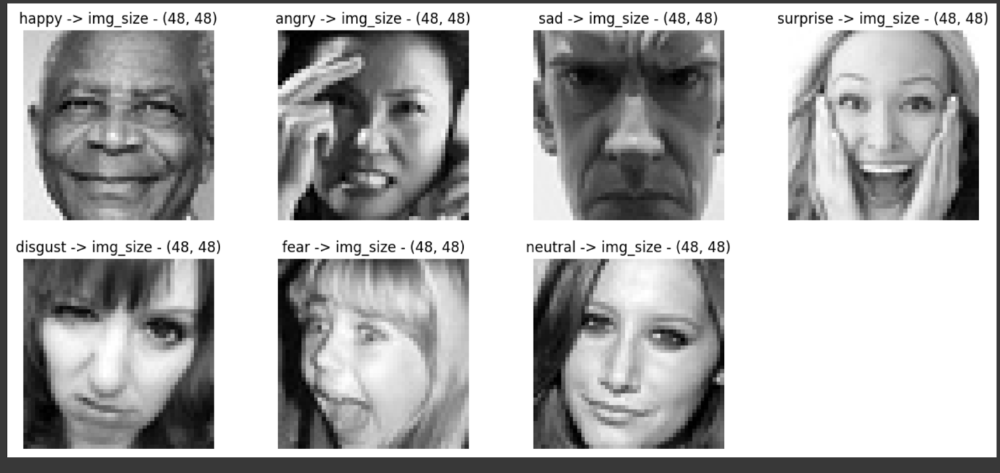 happy -> img_size - (48, 48)
angry -> img_size - (48, 48)
sad -> img_size - (48, 48)
surprise -> img_size - (48, 48)
disgust -> img_size - (48, 48)
fear -> img_size - (48, 48)
neutral -> img_size - (48, 48)